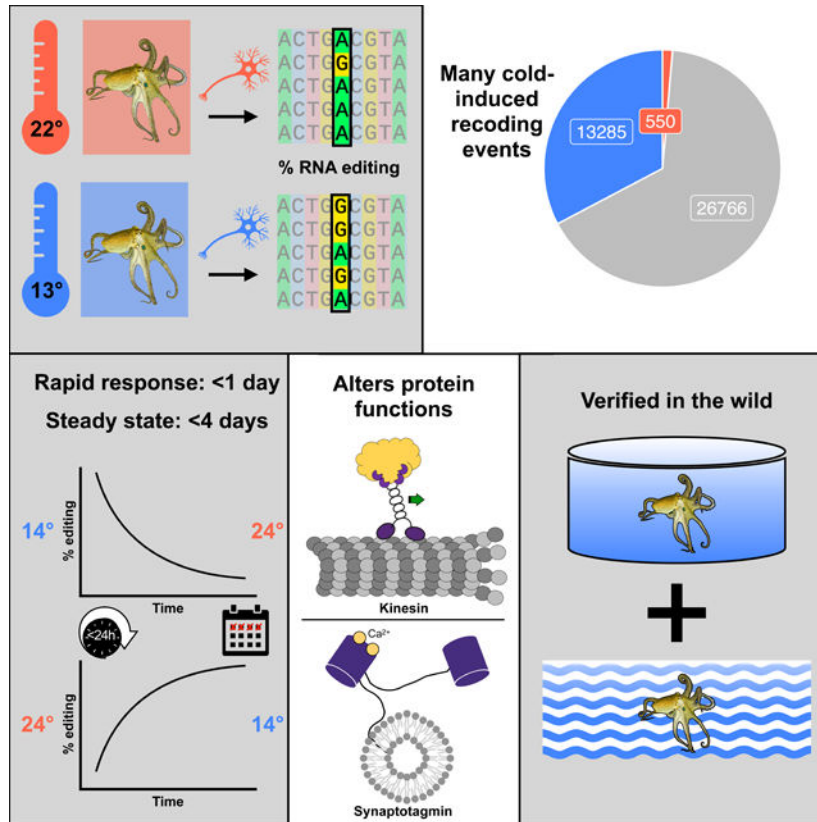 22°
ACTGACGTA
ACTGGCGTA
ACTGACGTA
ACTGACGTA
ACTGACGTA
% RNA editing
13°
ACTGGCGTA
ACTGGCGTA
ACTGACGTA
ACTGGCGTA
ACTGACGTA
Many cold-
induced
recoding
events
13285
550
26766
Rapid response: <1 day
Steady state: <4 days
14°
% editing
24°
Time
<24h
24°
% editing
14°
Time
Alters protein
functions
Kinesin
Ca²⁺
Synaptotagmin
Verified in the wild